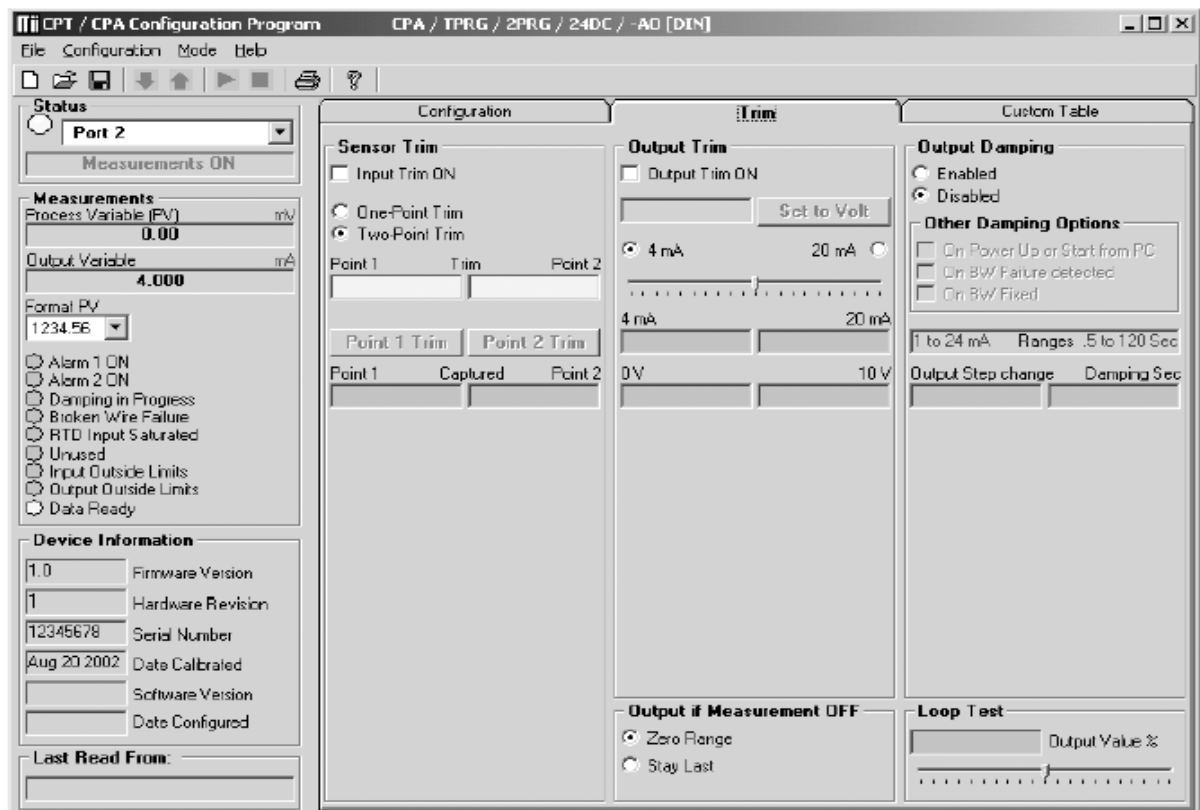 CPT / CPA Configuration Program CPA / TPRG / 2PRG / 24DC / -AO [DIN]
File Configuration Mode Help
Status
Port 2
Measurements ON
Measurements
Process Variable (PV) mV
0.00
Output Variable mA
4.000
Format PV
1234.56
Alarm 1 ON
Alarm 2 ON
Damping in Progress
Broken Wire Failure
RTD Input Saturated
Unused
Input Outside Limits
Output Outside Limits
Data Ready
Device Information
1.0 Firmware Version
1 Hardware Revision
12345678 Serial Number
Aug 20 2002 Date Calibrated
Software Version
Date Configured
Last Read From:
Configuration Trim Custom Table
Sensor Trim
Input Trim ON
One-Point Trim
Two-Point Trim
Point 1 Trim Point 2
Point 1 Trim Point 2 Trim
Point 1 Captured Point 2
Output Trim
Output Trim ON
Set to Volt
4 mA 20 mA
4 mA 20 mA
0V 10 V
Output if Measurement OFF
Zero Range
Stay Last
Output Damping
Enabled
Disabled
Other Damping Options
On Power Up or Start from PC
On BW Failure detected
On BW Fixed
1 to 24 mA Ranges .5 to 120 Sec
Output Step change Damping Sec
Loop Test
Output Value %